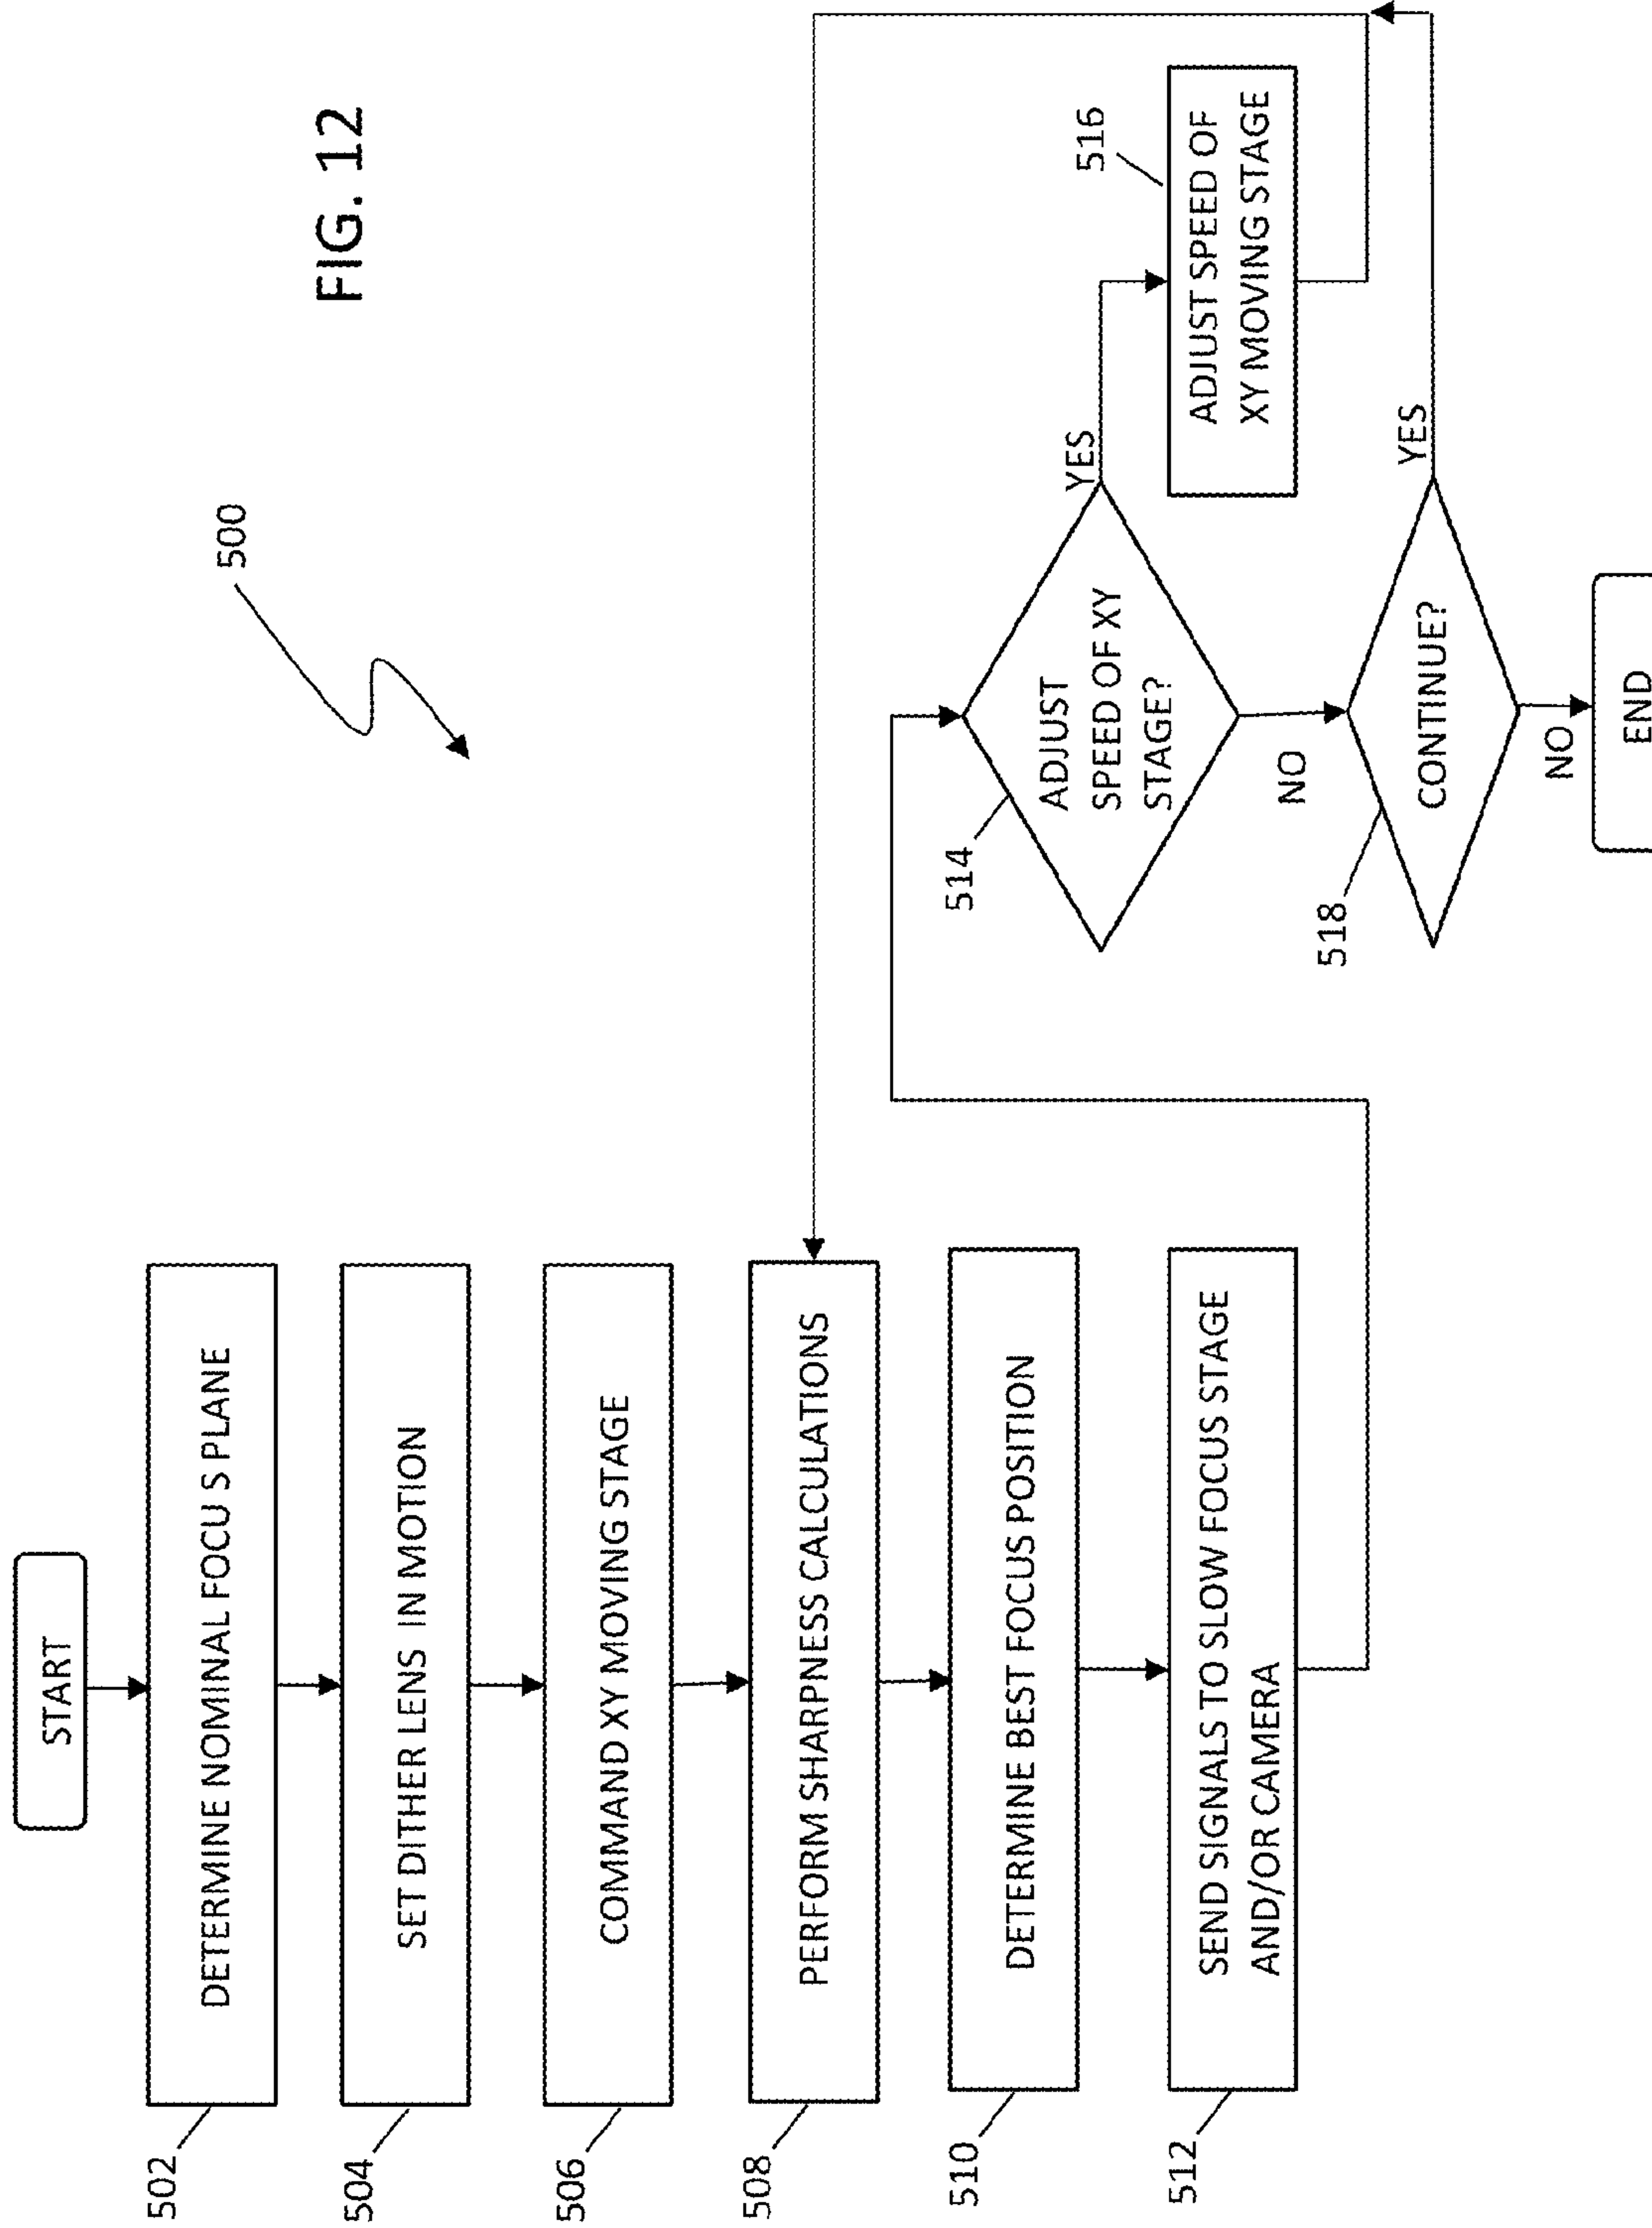 START
502
DETERMINE NOMINAL FOCU S PLANE
504
SET DITHER LENS IN MOTION
506
COMMAND XY MOVING STAGE
508
PERFORM SHARPNESS CALCULATIONS
510
DETERMINE BEST FOCUS POSITION
512
SEND SIGNALS TO SLOW FOCUS STAGE
AND/OR CAMERA
500
FIG. 12
514
ADJUST
SPEED OF XY
STAGE?
YES
516
ADJUST SPEED OF
XY MOVING STAGE
NO
518
CONTINUE?
YES
NO
END